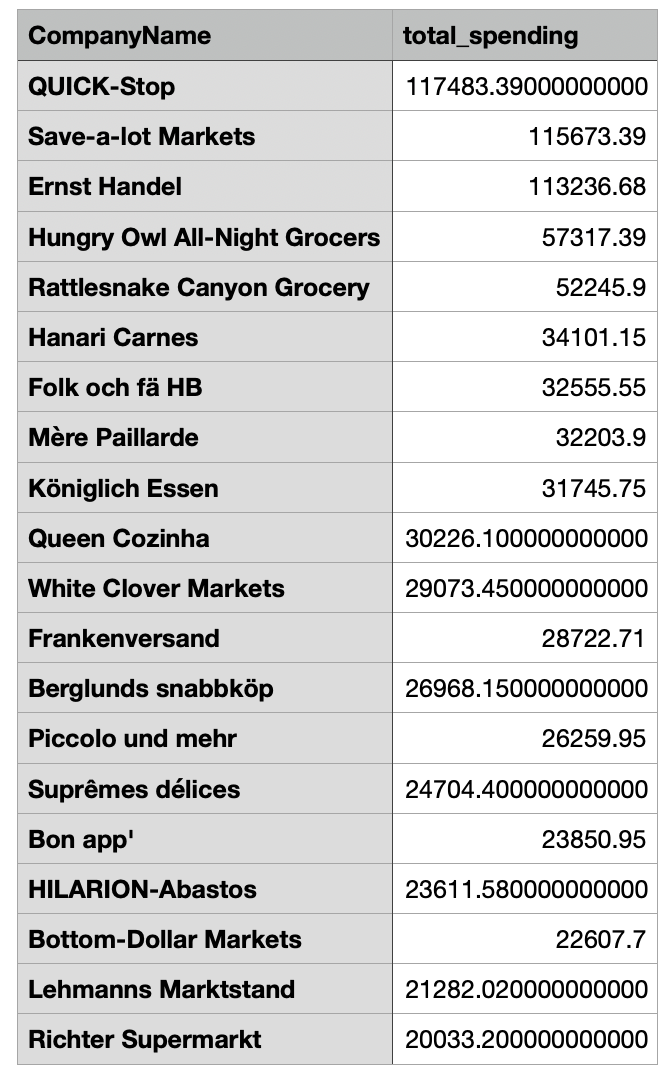 CompanyName total_spending
QUICK-Stop 117483.39000000000
Save-a-lot Markets 115673.39
Ernst Handel 113236.68
Hungry Owl All-Night Grocers 57317.39
Rattlesnake Canyon Grocery 52245.9
Hanari Carnes 34101.15
Folk och fä HB 32555.55
Mère Paillarde 32203.9
Königlich Essen 31745.75
Queen Cozinha 30226.100000000000
White Clover Markets 29073.450000000000
Frankenversand 28722.71
Berglunds snabbköp 26968.150000000000
Piccolo und mehr 26259.95
Suprêmes délices 24704.400000000000
Bon app' 23850.95
HILARION-Abastos 23611.580000000000
Bottom-Dollar Markets 22607.7
Lehmanns Marktstand 21282.020000000000
Richter Supermarkt 20033.200000000000